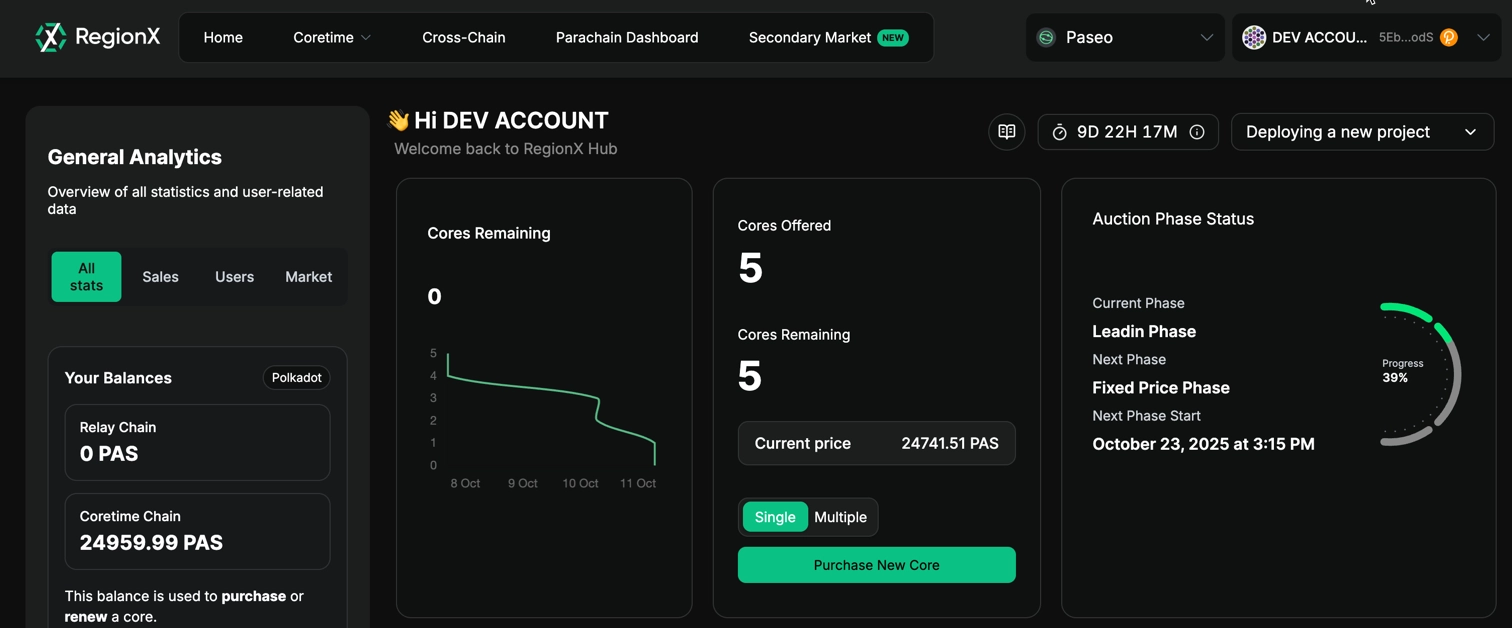 RegionX
Home
Coretime
Cross-Chain
Parachain Dashboard
Secondary Market NEW
Paseo
DEV ACCOU... 5Eb...odS
General Analytics
Overview of all statistics and user-related
data
All
stats
Sales
Users
Market
Your Balances
Polkadot
Relay Chain
0 PAS
Coretime Chain
24959.99 PAS
This balance is used to purchase or
renew a core.
👋 Hi DEV ACCOUNT
Welcome back to RegionX Hub
9D 22H 17M
Deploying a new project
Cores Remaining
0
5
4
3
2
1
0
8 Oct
9 Oct
10 Oct
11 Oct
Cores Offered
5
Cores Remaining
5
Current price 24741.51 PAS
Single
Multiple
Purchase New Core
Auction Phase Status
Current Phase
Leadin Phase
Next Phase
Fixed Price Phase
Next Phase Start
October 23, 2025 at 3:15 PM
Progress
39%